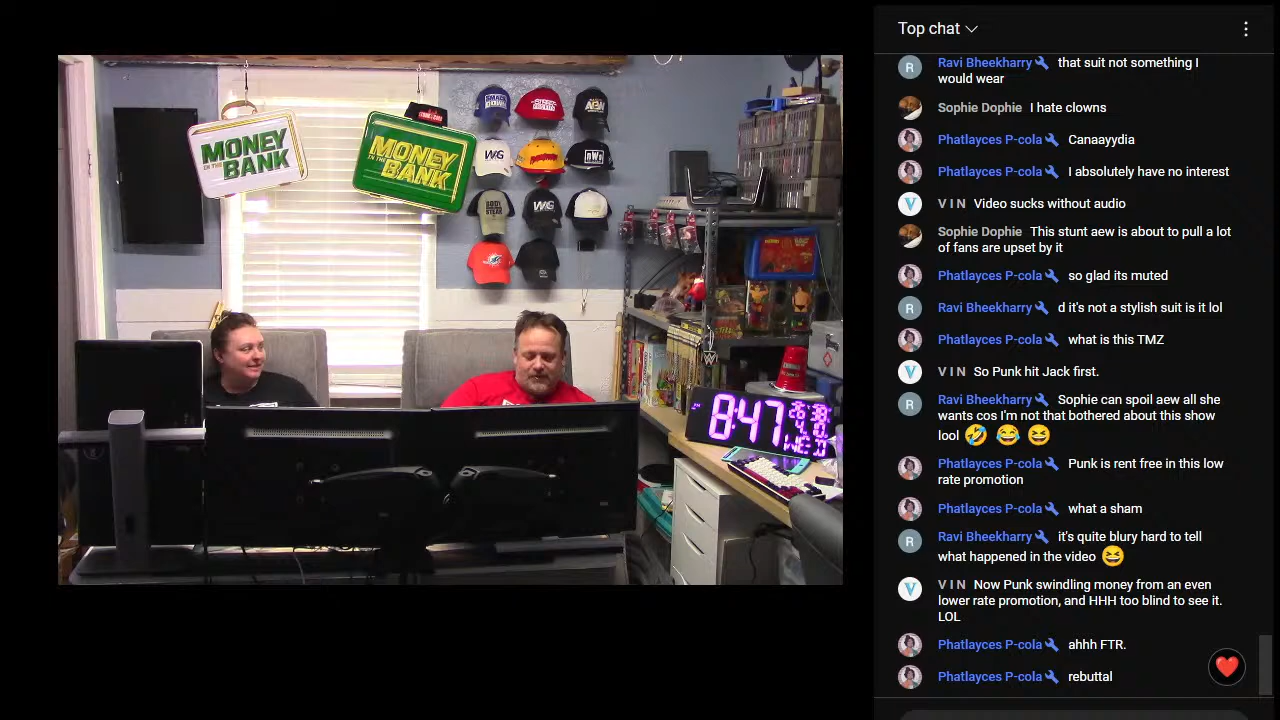 Top chat
Ravi Bheekharry that suit not something I
would wear
Sophie Dophie I hate clowns
Phatlayces P-cola Canaayydia
Phatlayces P-cola I absolutely have no interest
V I N Video sucks without audio
Sophie Dophie This stunt aew is about to pull a lot
of fans are upset by it
Phatlayces P-cola so glad its muted
Ravi Bheekharry d it's not a stylish suit is it lol
Phatlayces P-cola what is this TMZ
V I N So Punk hit Jack first.
Ravi Bheekharry Sophie can spoil aew all she
wants cos I'm not that bothered about this show
lool 🤣 😂 😆
Phatlayces P-cola Punk is rent free in this low
rate promotion
Phatlayces P-cola what a sham
Ravi Bheekharry it's quite blury hard to tell
what happened in the video 😆
V I N Now Punk swindling money from an even
lower rate promotion, and HHH too blind to see it.
LOL
Phatlayces P-cola ahhh FTR.
Phatlayces P-cola rebuttal
R
R
V
V
R
R
V
MONEY
IN THE
BANK
MONEY
IN THE
BANK
nWo
8:47